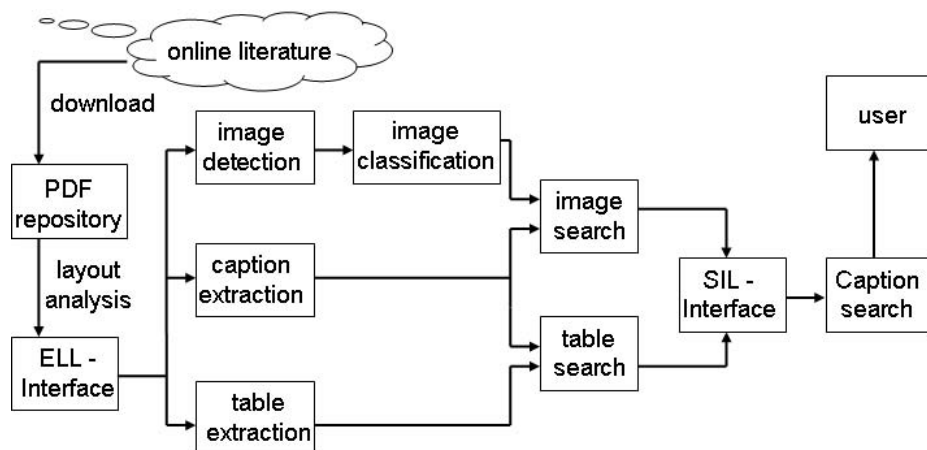 online literature
download
PDF
repository
layout
analysis
ELL -
Interface
image
detection
image
classification
caption
extraction
table
extraction
image
search
table
search
SIL -
Interface
Caption
search
user